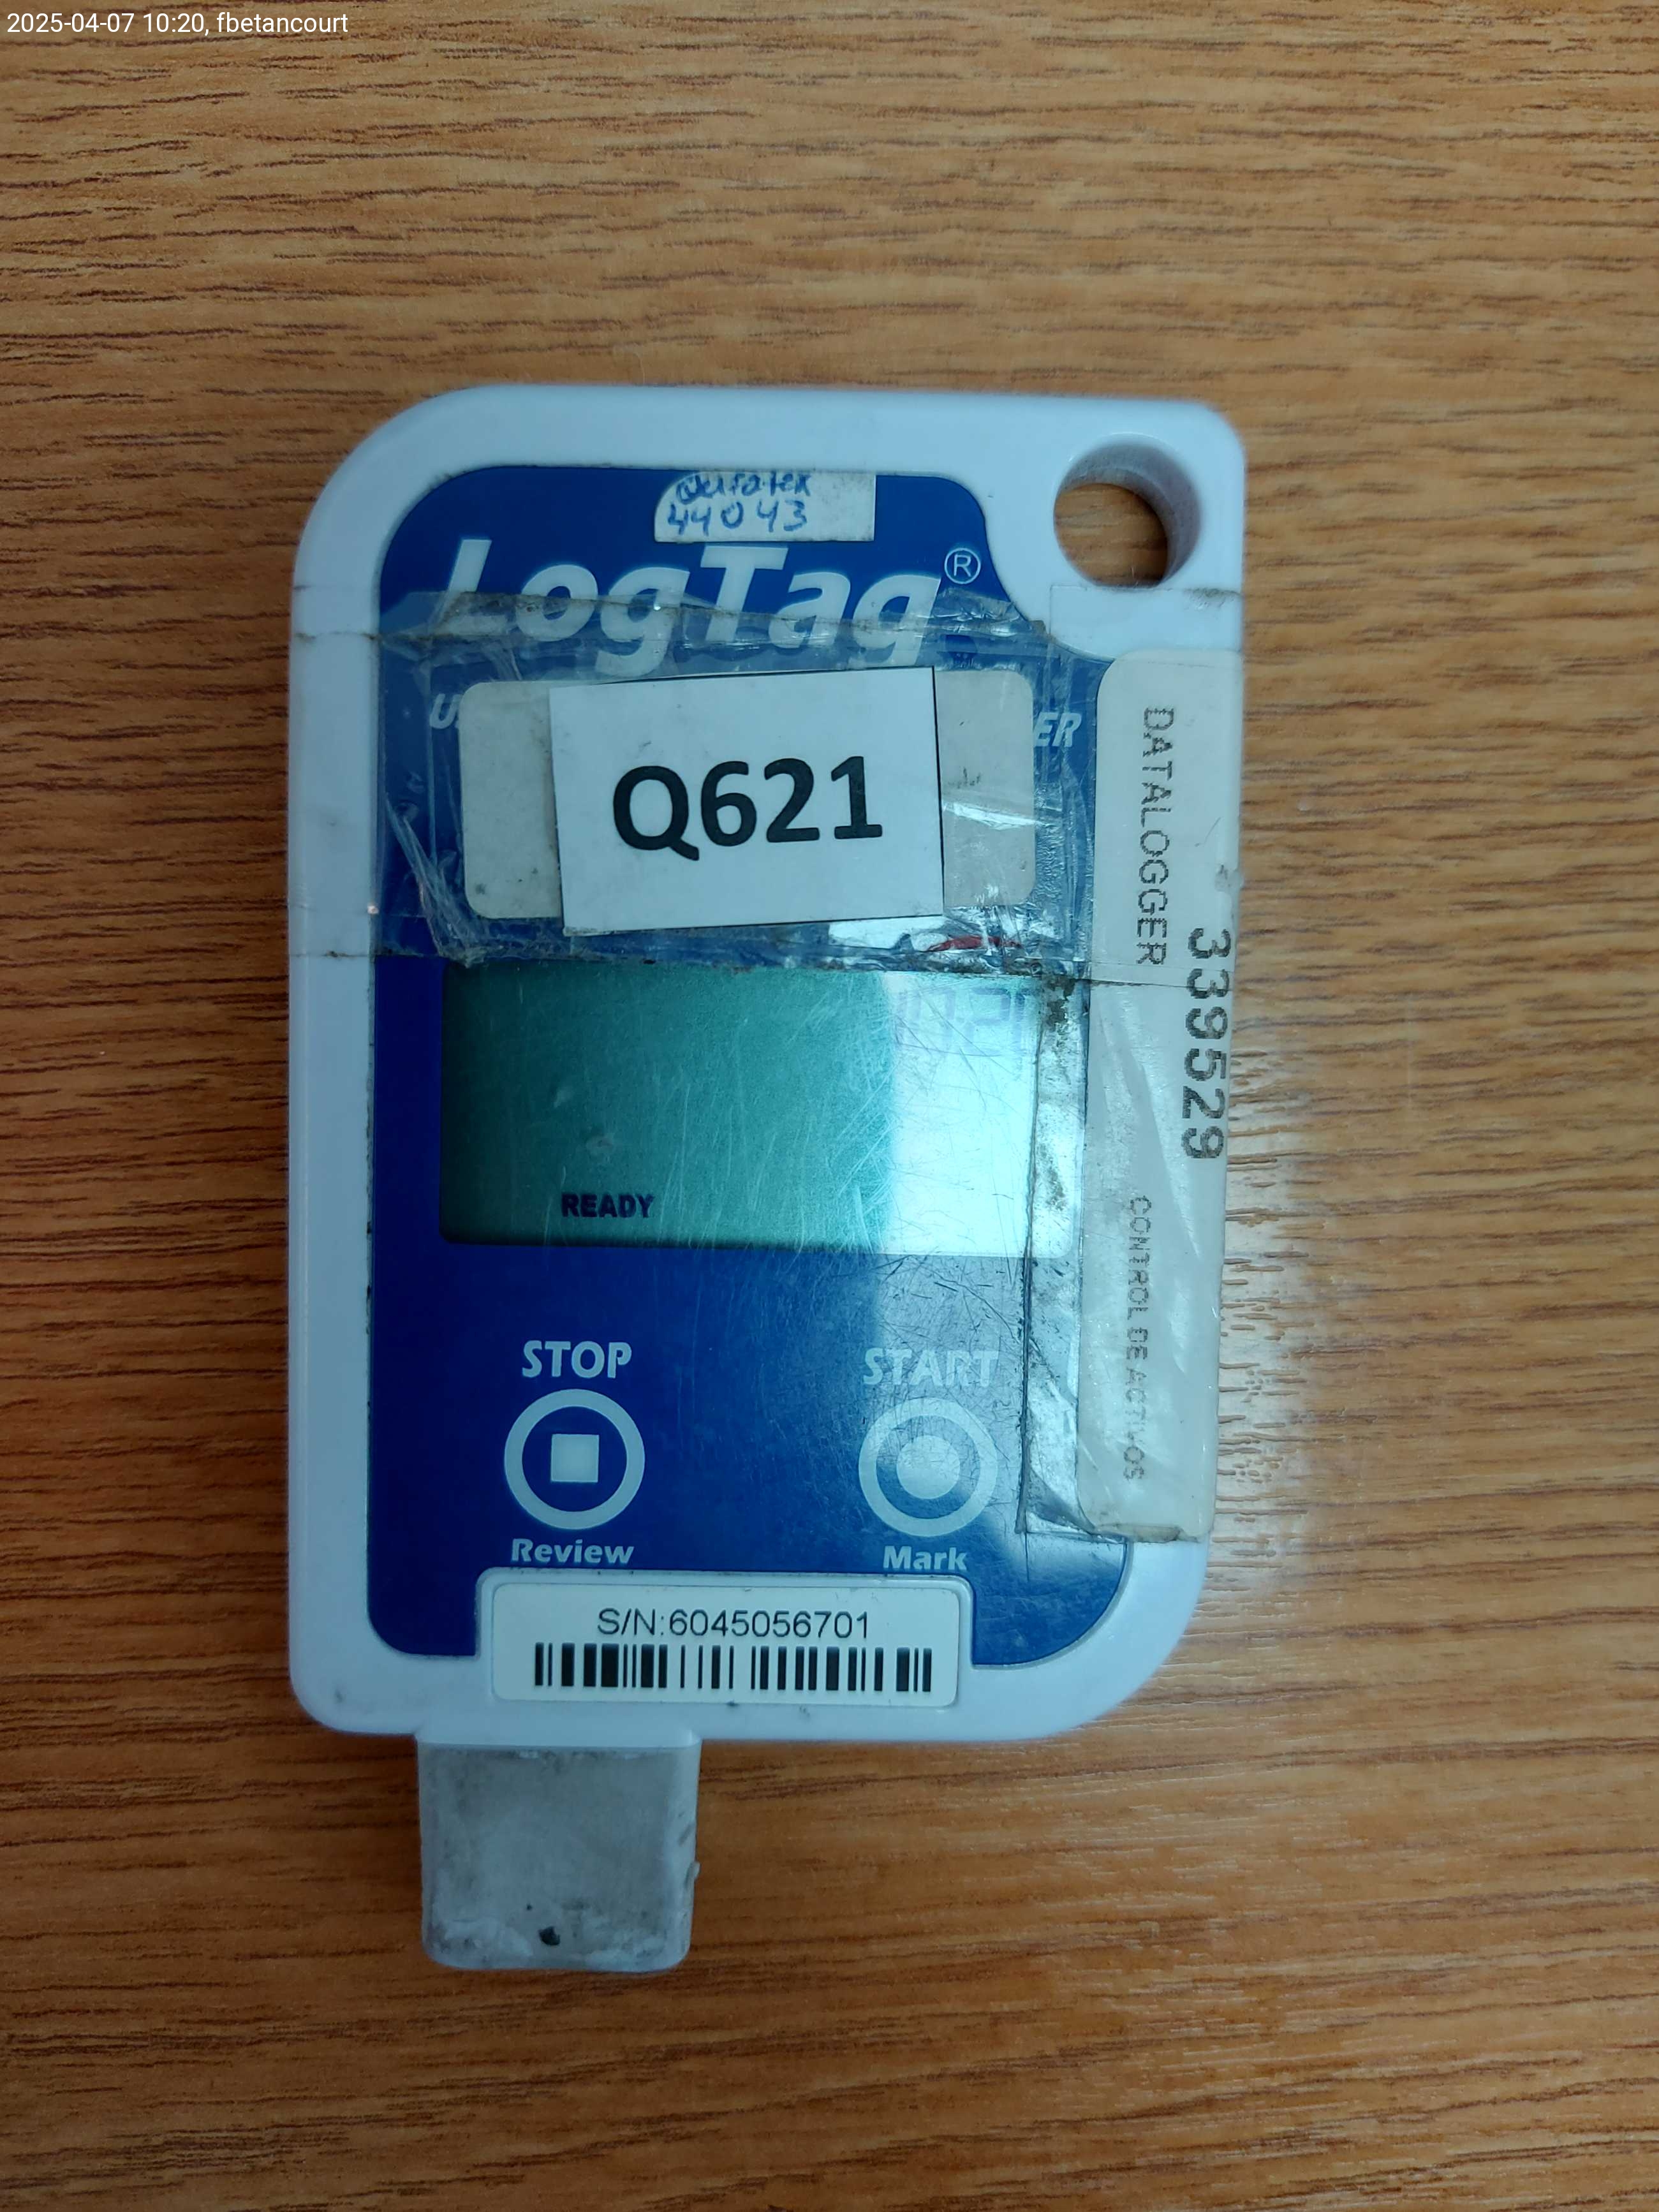 2025-04-07 10:20, fbetancourt
44043
LogTag®
Q621
DATALOGGER
339529
CONTROL DE ACTIVOS
READY
STOP
START
Review
Mark
S/N:6045056701